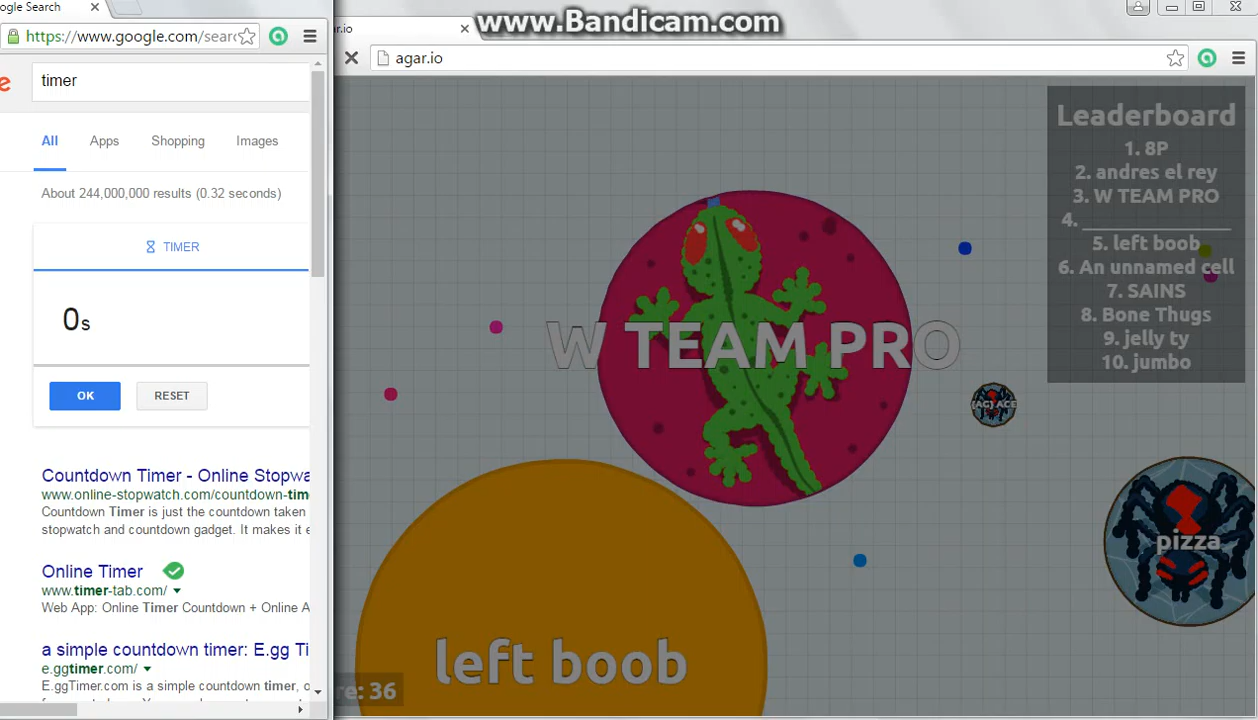 ogle Search
https://www.google.com/searc
timer
All Apps Shopping Images
About 244,000,000 results (0.32 seconds)
TIMER
0s
OK RESET
Countdown Timer - Online Stopwa
www.online-stopwatch.com/countdown-time
Countdown Timer is just the countdown taken
stopwatch and countdown gadget. It makes it e
Online Timer
www.timer-tab.com/
Web App: Online Timer Countdown + Online A
a simple countdown timer: E.gg Ti
e.ggtimer.com/
E.ggTimer.com is a simple countdown timer, o
www.Bandicam.com
r.io
agar.io
Leaderboard
1. 8P
2. andres el rey
3. W TEAM PRO
4. ______________
5. left boob
6. An unnamed cell
7. SAINS
8. Bone Thugs
9. jelly ty
10. jumbo
W TEAM PRO
pizza
left boob
re: 36